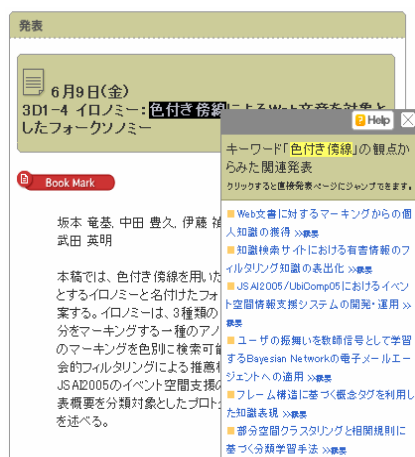 発表
6月9日(金)
3D1-4 イロノミー：色付き傍線によるWeb文章を対象と
したフォークソノミー
Book Mark
坂本 竜基, 中田 豊久, 伊藤 禎
武田 英明
本稿では、色付き傍線を用いた
とするイロノミーと名付けたフォ
案する。イロノミーは、3種類の
分をマーキングする一種のアノ
のマーキングを色別に検索可能
会的フィルタリングによる推薦
JSAI2005のイベント空間支援の
表概要を分類対象としたプロト
を述べる。
? Help
キーワード「色付き傍線」の観点か
らみた関連発表
クリックすると直接発表ページにジャンプできます。
Web文書に対するマーキングからの個
人知識の獲得 ≫概要
知識検索サイトにおける有害情報のフ
ィルタリング知識の表出化 ≫概要
JSAI2005/UbiComp05におけるイベン
ト空間情報支援システムの開発・運用 ≫
概要
ユーザの振舞いを教師信号として学習
するBayesian Networkの電子メールエー
ジェントへの適用 ≫概要
フレーム構造に基づく概念タグを利用し
た知識表現 ≫概要
部分空間クラスタリングと相関規則に
基づく分類学習手法 ≫概要